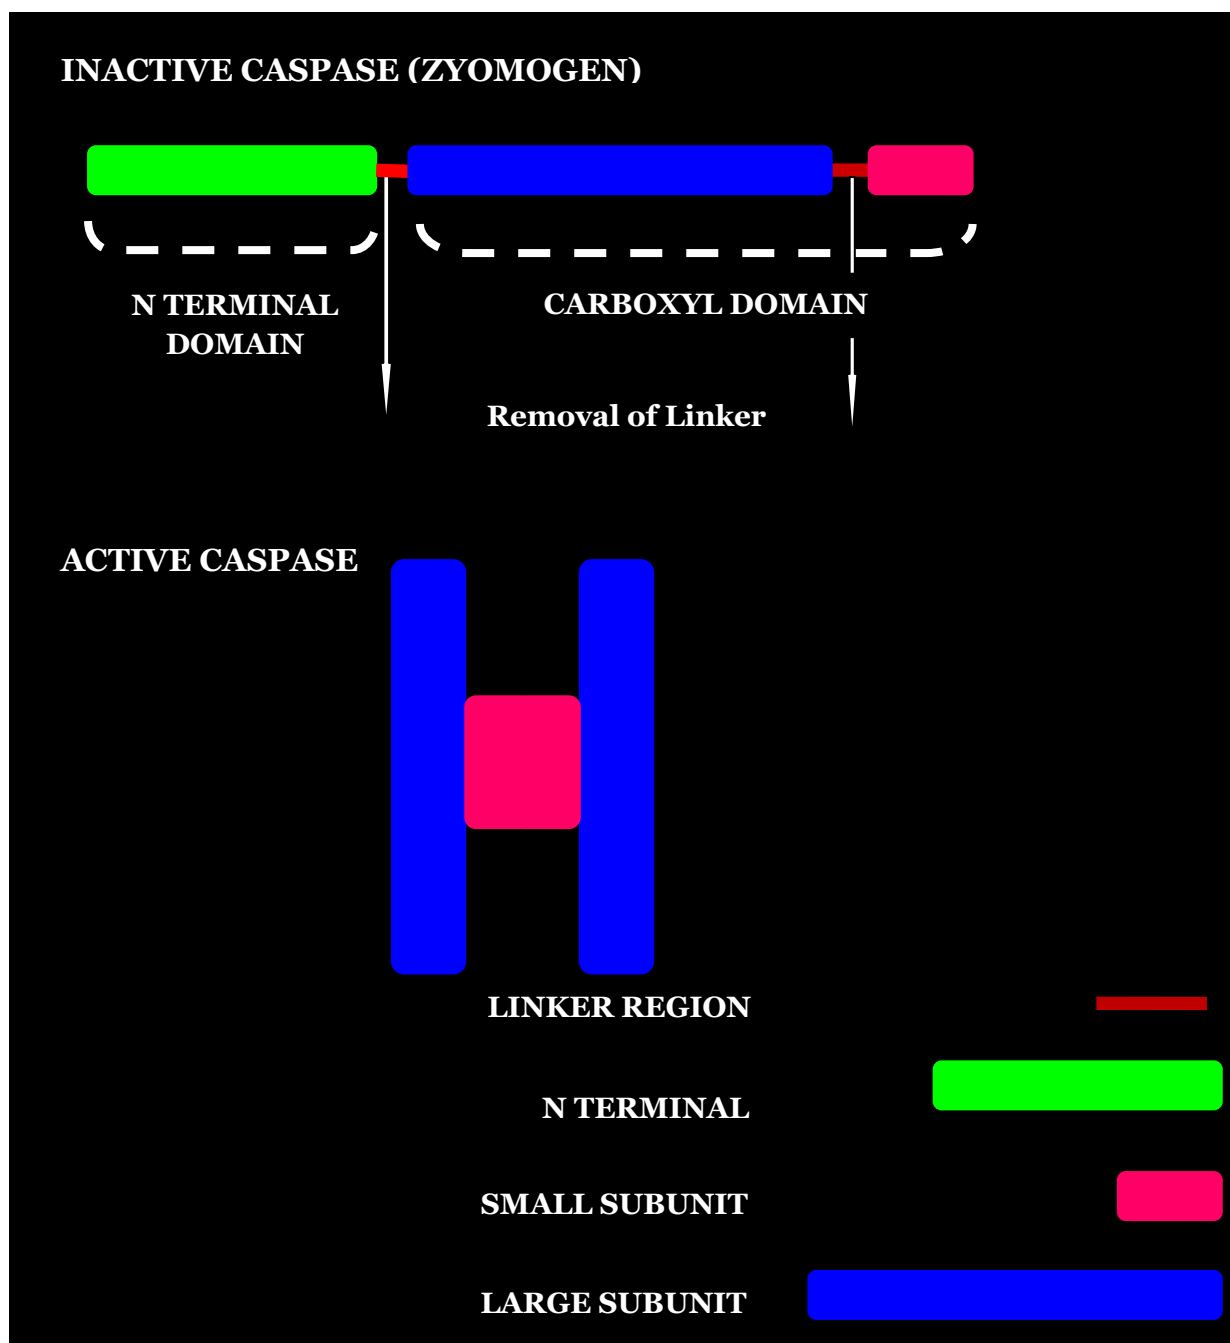 INACTIVE CASPASE (ZYOMOGEN)
N TERMINAL
DOMAIN
CARBOXYL DOMAIN
Removal of Linker
ACTIVE CASPASE
LINKER REGION
N TERMINAL
SMALL SUBUNIT
LARGE SUBUNIT